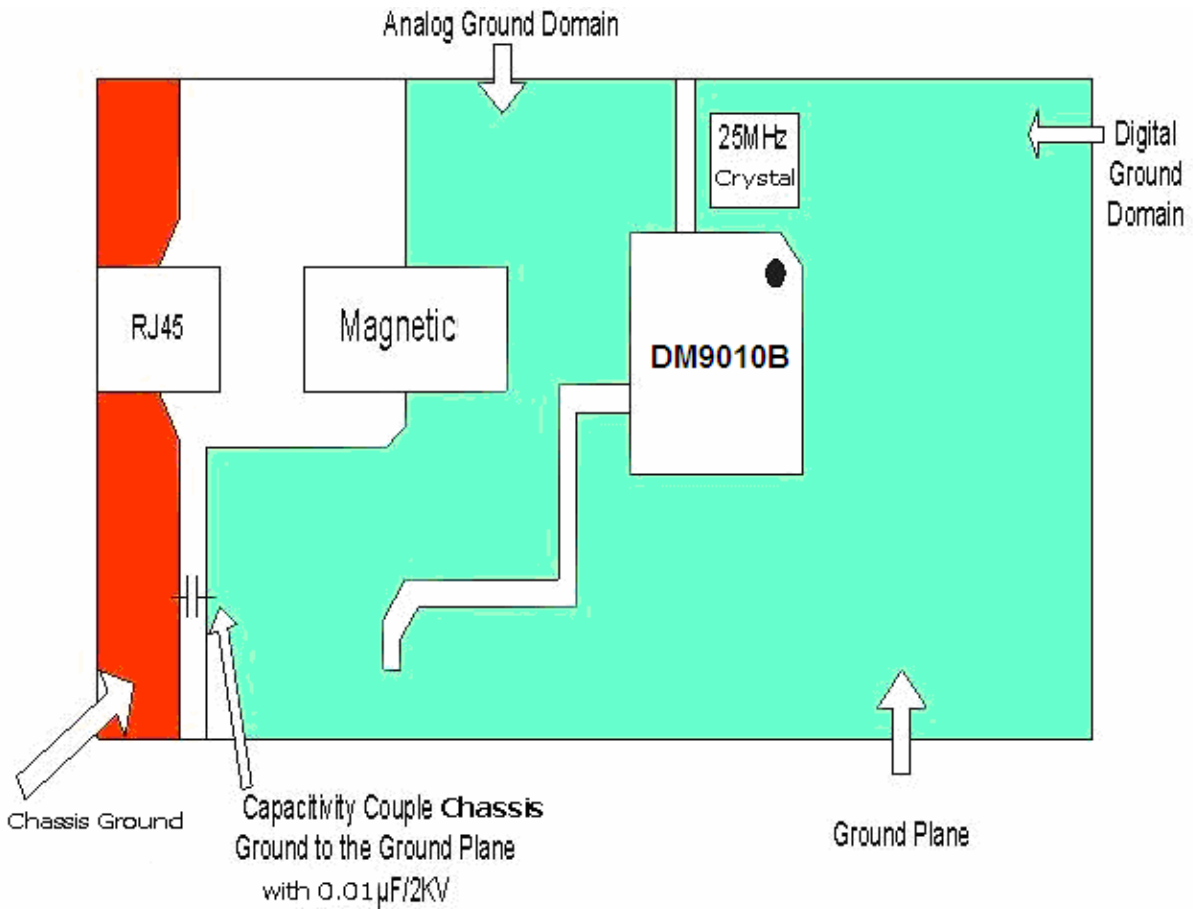 Analog Ground Domain
25MHz
Crystal
Digital
Ground
Domain
RJ45
Magnetic
DM9010B
Chassis Ground
Capacitivity Couple Chassis
Ground to the Ground Plane
with 0.01µF/2KV
Ground Plane